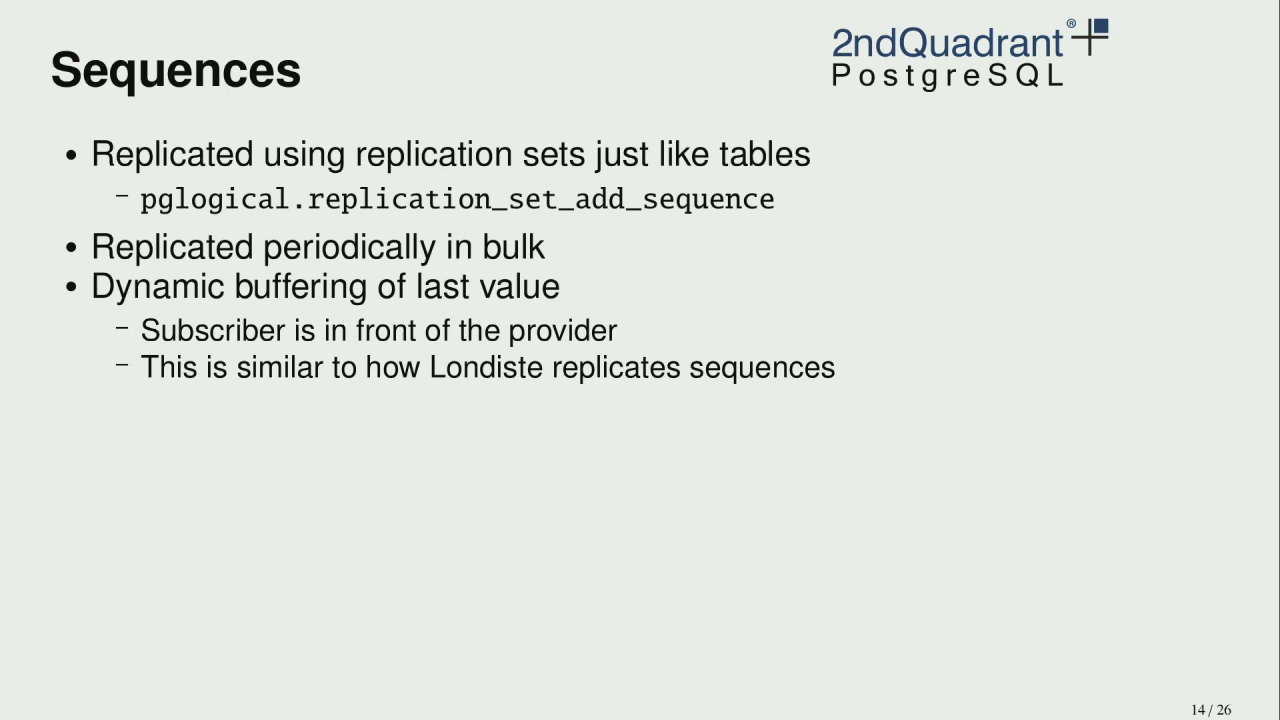 Sequences
2ndQuadrant®
PostgreSQL
• Replicated using replication sets just like tables
– pglogical.replication_set_add_sequence
• Replicated periodically in bulk
• Dynamic buffering of last value
– Subscriber is in front of the provider
– This is similar to how Londiste replicates sequences
14 / 26